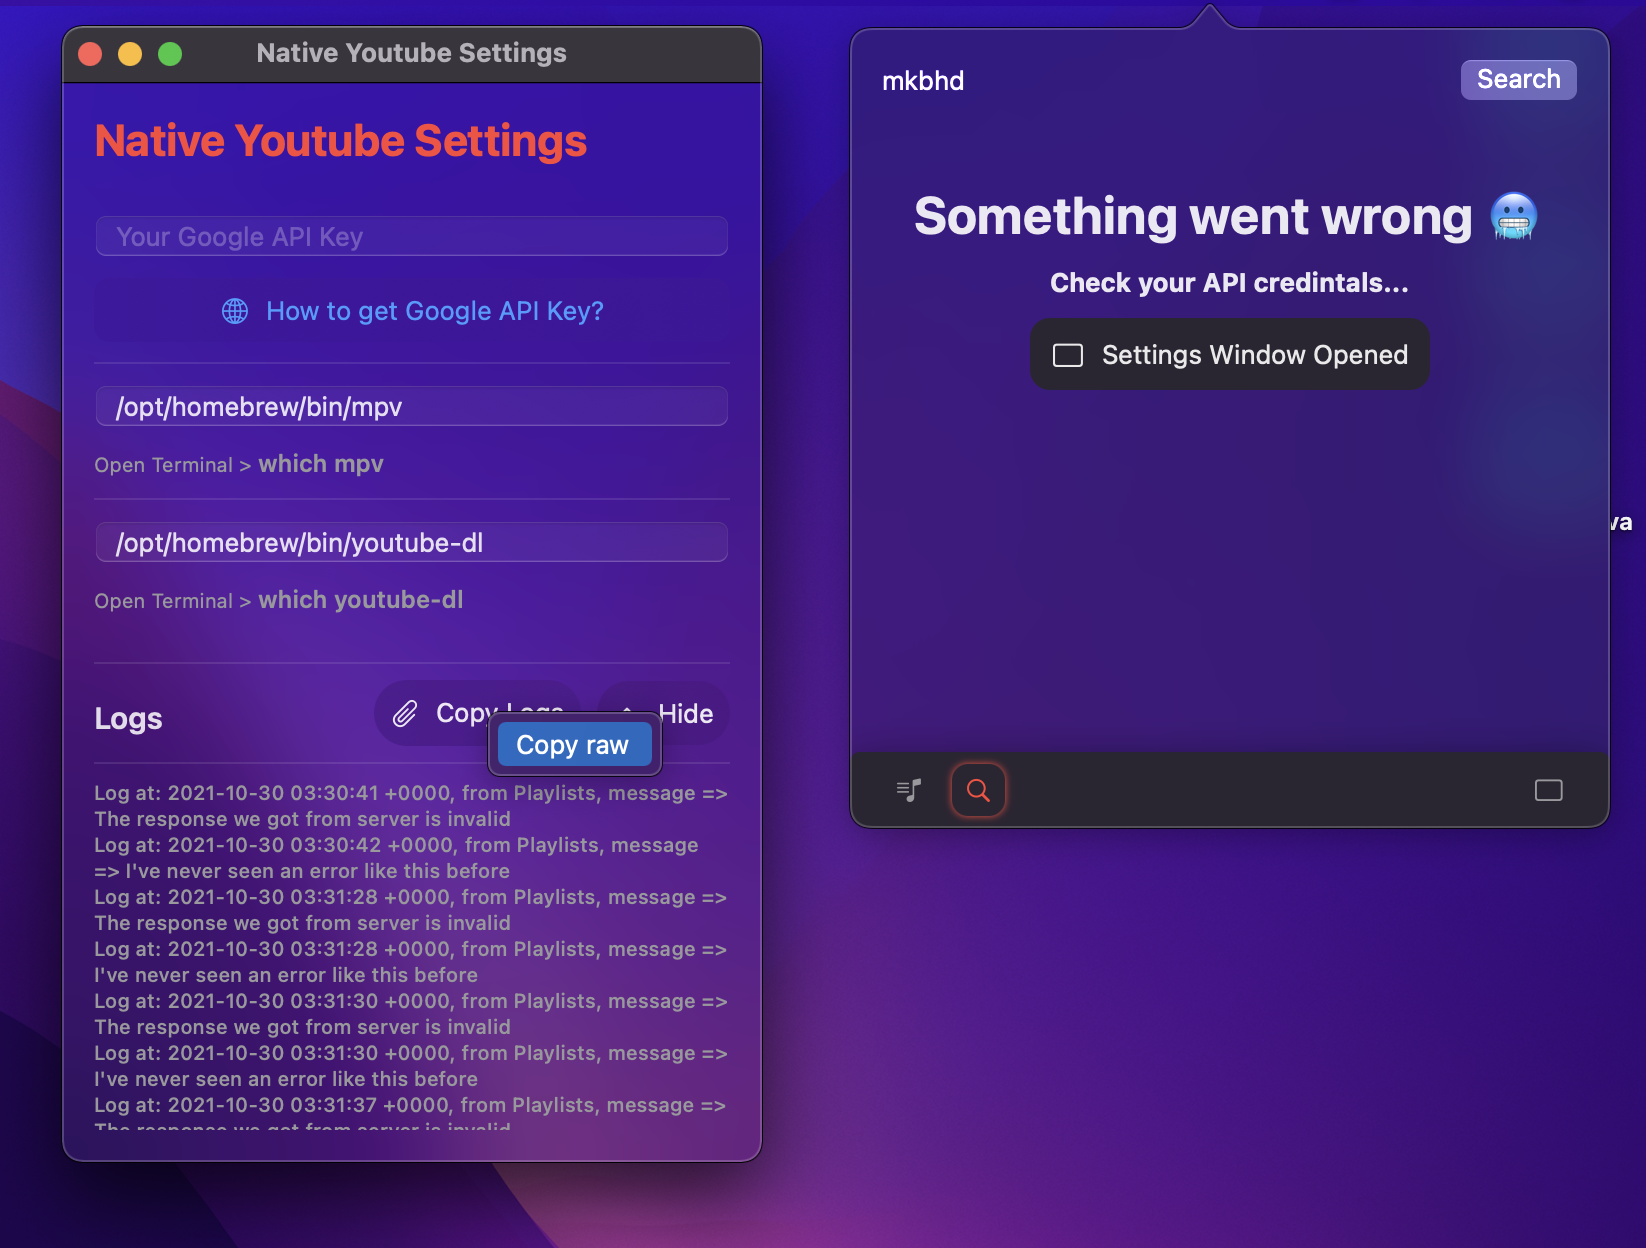 Native Youtube Settings
Native Youtube Settings
Your Google API Key
How to get Google API Key?
/opt/homebrew/bin/mpv
Open Terminal > which mpv
/opt/homebrew/bin/youtube-dl
Open Terminal > which youtube-dl
Logs
Copy Logs
Hide
Copy raw
Log at: 2021-10-30 03:30:41 +0000, from Playlists, message =>
The response we got from server is invalid
Log at: 2021-10-30 03:30:42 +0000, from Playlists, message
=> I've never seen an error like this before
Log at: 2021-10-30 03:31:28 +0000, from Playlists, message =>
The response we got from server is invalid
Log at: 2021-10-30 03:31:28 +0000, from Playlists, message =>
I've never seen an error like this before
Log at: 2021-10-30 03:31:30 +0000, from Playlists, message =>
The response we got from server is invalid
Log at: 2021-10-30 03:31:30 +0000, from Playlists, message =>
I've never seen an error like this before
Log at: 2021-10-30 03:31:37 +0000, from Playlists, message =>
The response we got from server is invalid
mkbhd
Search
Something went wrong 🥶
Check your API credintals...
Settings Window Opened
va